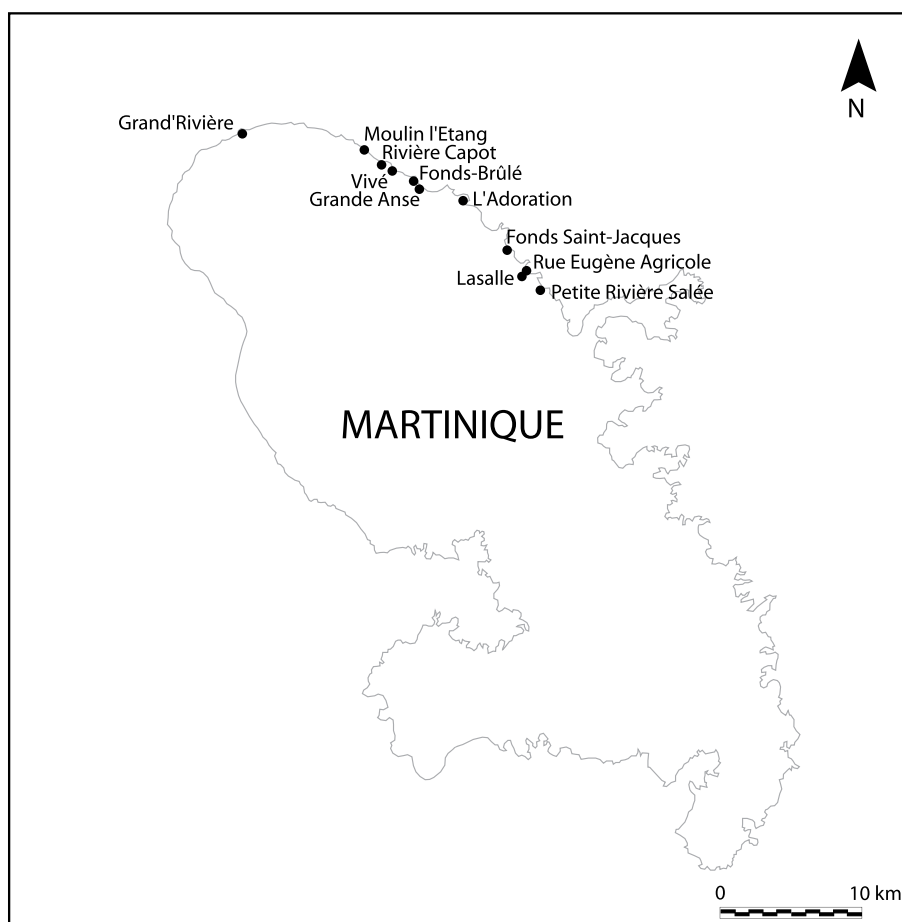 N
Grand'Rivière
Moulin l'Etang
Rivière Capot
Vivé
Fonds-Brûlé
Grande Anse
L'Adoration
Fonds Saint-Jacques
Rue Eugène Agricole
Lasalle
Petite Rivière Salée
MARTINIQUE
0 10 km